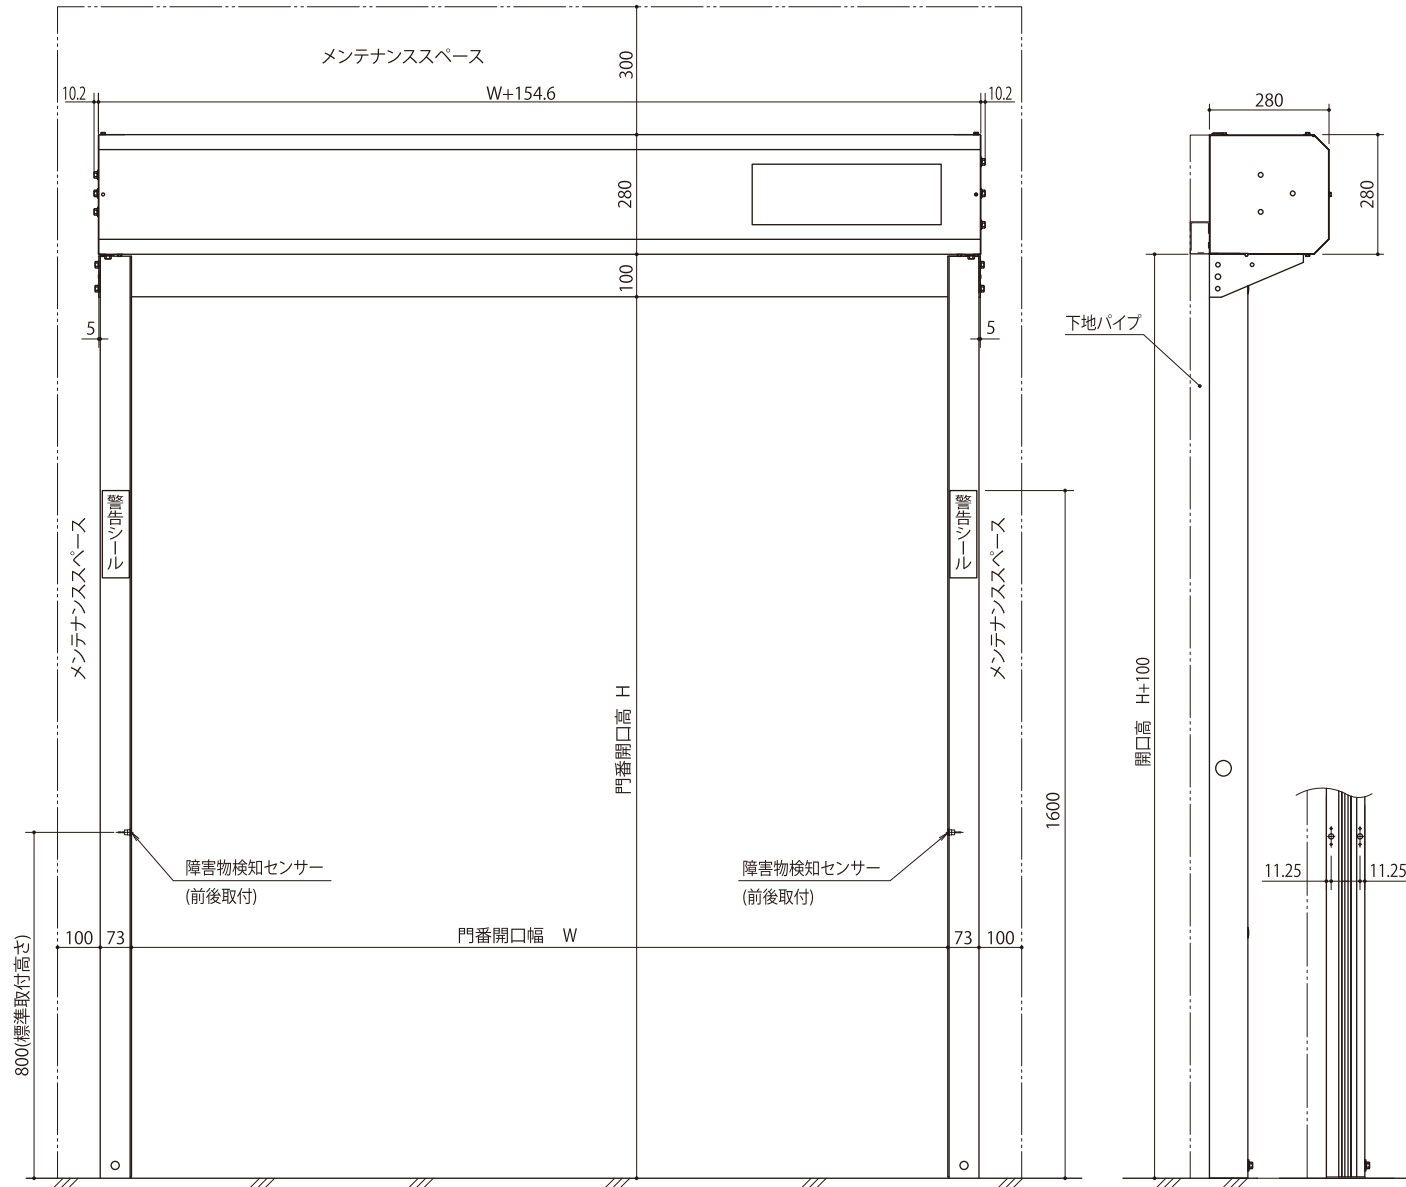 メンテナンススペース
300
10.2
W+154.6
10.2
280
280
280
100
5
5
下地パイプ
警告シール
警告シール
メンテナンススペース
メンテナンススペース
門番開口高 H
開口高 H+100
1600
障害物検知センサー
(前後取付)
障害物検知センサー
(前後取付)
11.25
11.25
100
73
門番開口幅 W
73
100
800(標準取付高さ)